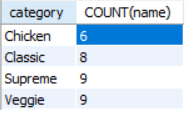 category COUNT(name)
Chicken 6
Classic 8
Supreme 9
Veggie 9